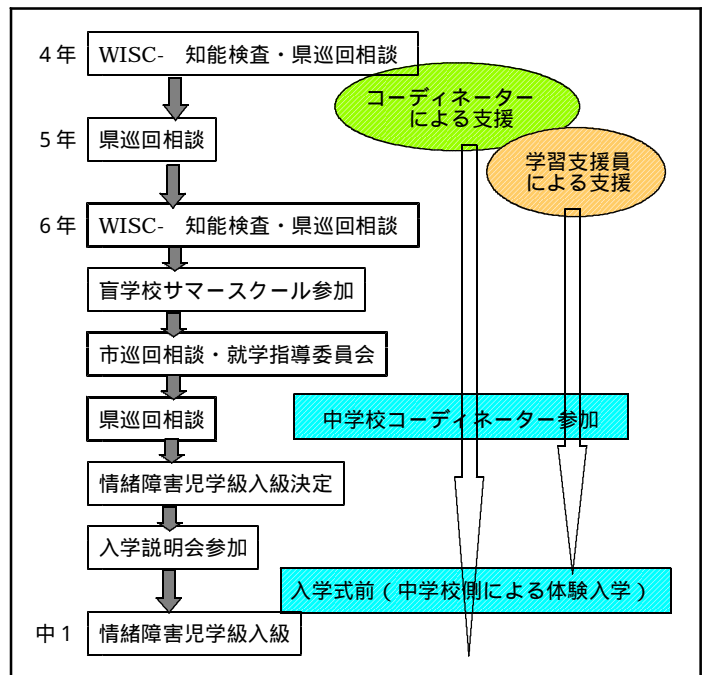 4年 WISC-　知能検査・県巡回相談
コーディネーター
による支援
5年 県巡回相談
学習支援員
による支援
6年 WISC-　知能検査・県巡回相談
盲学校サマースクール参加
市巡回相談・就学指導委員会
県巡回相談
中学校コーディネーター参加
情緒障害児学級入級決定
入学説明会参加
入学式前（中学校側による体験入学）
中1 情緒障害児学級入級